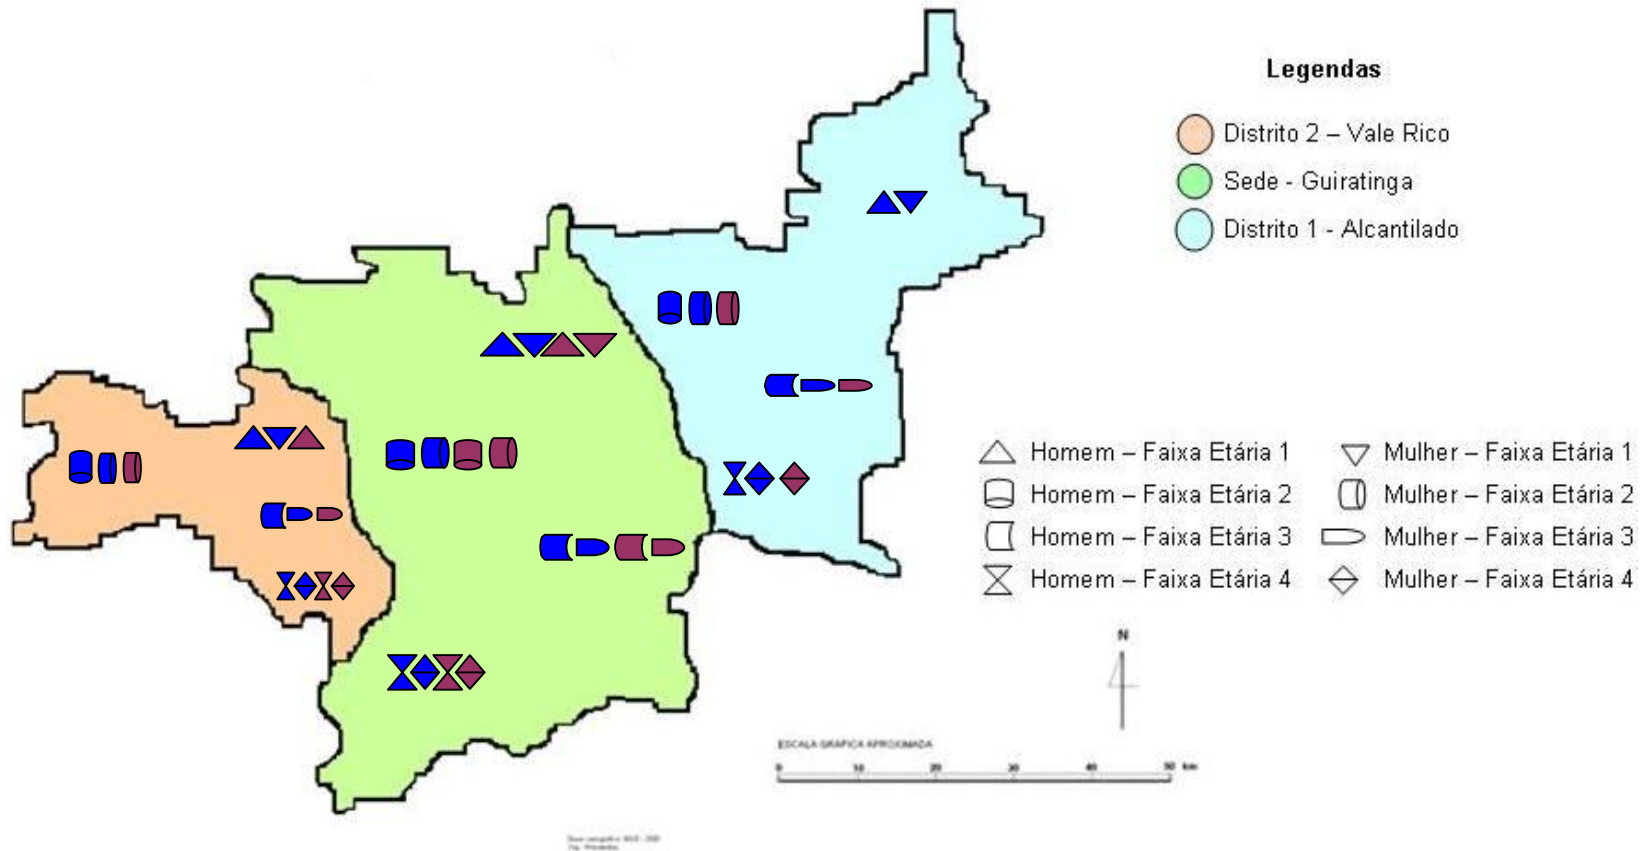 Legendas
Distrito 2 – Vale Rico
Sede - Guiratinga
Distrito 1 - Alcantilado
Homem – Faixa Etária 1
Mulher – Faixa Etária 1
Homem – Faixa Etária 2
Mulher – Faixa Etária 2
Homem – Faixa Etária 3
Mulher – Faixa Etária 3
Homem – Faixa Etária 4
Mulher – Faixa Etária 4
N
ESCALA GRÁFICA APROXIMADA
0 10 20 30 40 50 km